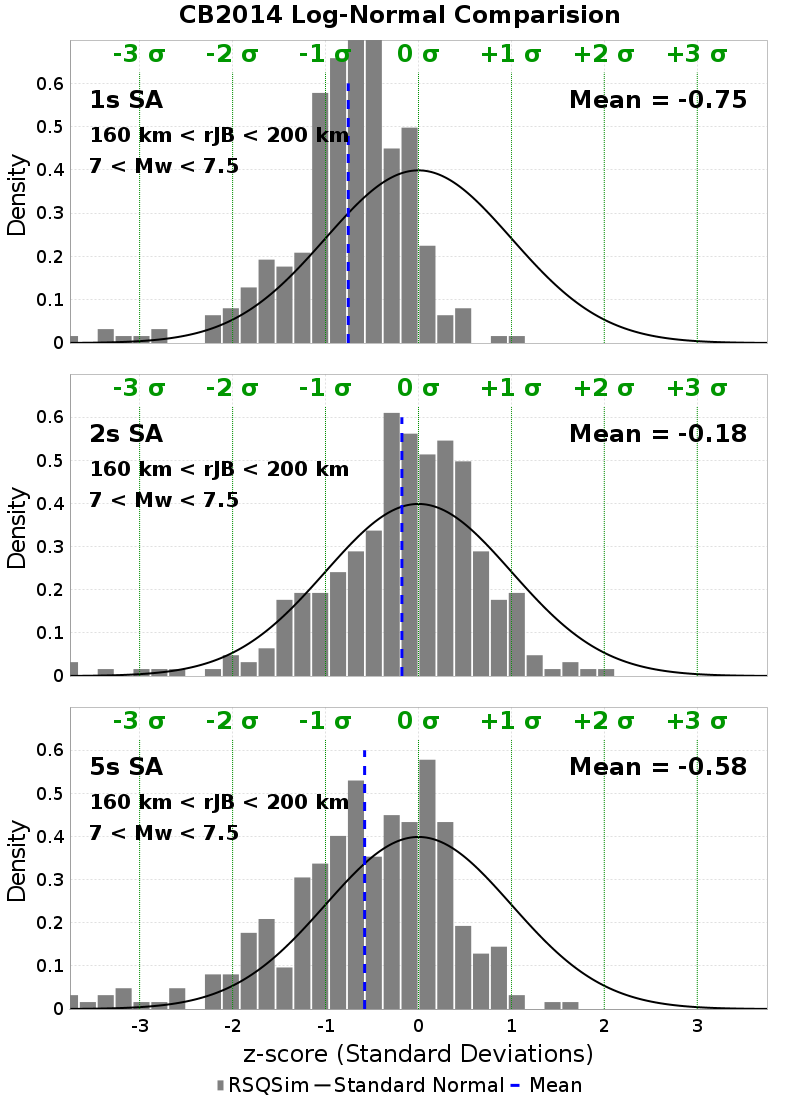 CB2014 Log-Normal Comparision
-3 σ -2 σ -1 σ 0 σ +1 σ +2 σ +3 σ
1s SA Mean = -0.75
160 km < rJB < 200 km
7 < Mw < 7.5
0.6
0.5
0.4
0.3
0.2
0.1
0
Density
-3 σ -2 σ -1 σ 0 σ +1 σ +2 σ +3 σ
2s SA Mean = -0.18
160 km < rJB < 200 km
7 < Mw < 7.5
0.6
0.5
0.4
0.3
0.2
0.1
0
Density
-3 σ -2 σ -1 σ 0 σ +1 σ +2 σ +3 σ
5s SA Mean = -0.58
160 km < rJB < 200 km
7 < Mw < 7.5
0.6
0.5
0.4
0.3
0.2
0.1
0
Density
-3 -2 -1 0 1 2 3
z-score (Standard Deviations)
RSQSim Standard Normal Mean